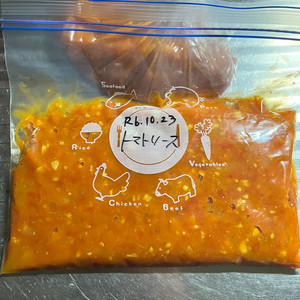 Seafood
R6.10.23
トマトソース
Rice
Vegetables
Chicken
Beef